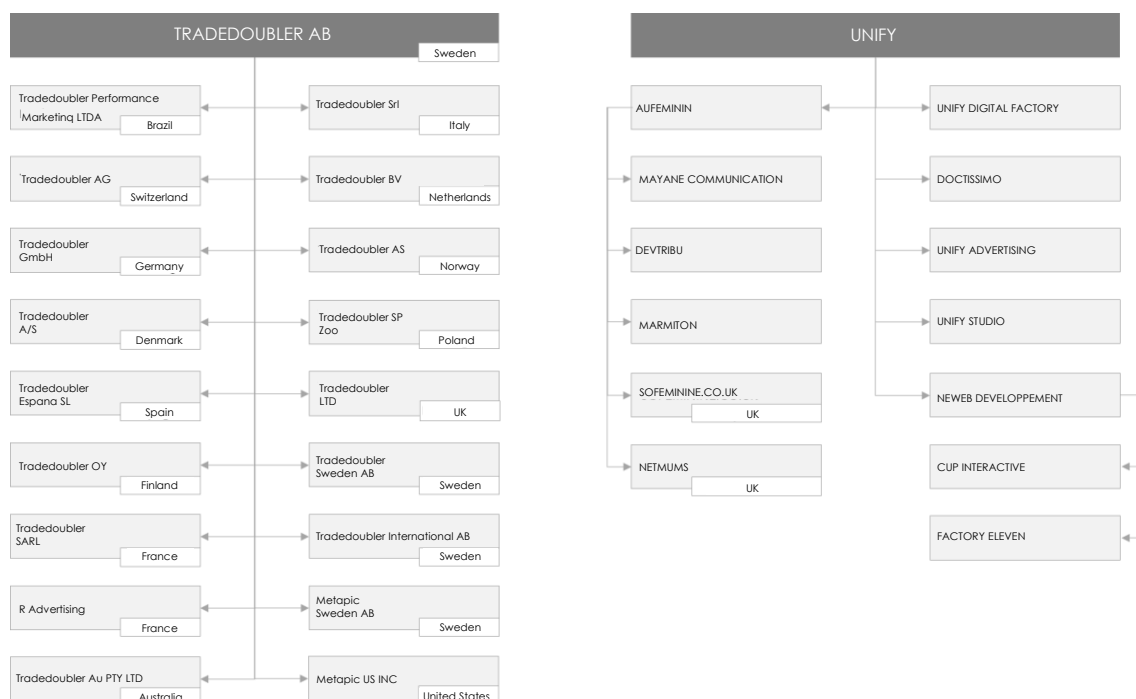 TRADEDOUBLER AB
Sweden
Tradedoubler Performance
Marketing LTDA
Brazil
Tradedoubler Srl
Italy
Tradedoubler AG
Switzerland
Tradedoubler BV
Netherlands
Tradedoubler
GmbH
Germany
Tradedoubler AS
Norway
Tradedoubler
A/S
Denmark
Tradedoubler SP
Zoo
Poland
Tradedoubler
Espana SL
Spain
Tradedoubler
LTD
UK
Tradedoubler OY
Finland
Tradedoubler
Sweden AB
Sweden
Tradedoubler
SARL
France
Tradedoubler International AB
Sweden
R Advertising
France
Metapic
Sweden AB
Sweden
Tradedoubler Au PTY LTD
Australia
Metapic US INC
United States
UNIFY
AUFEMININ
MAYANE COMMUNICATION
DEVTRIBU
MARMITON
SOFEMININE.CO.UK
UK
NETMUMS
UK
UNIFY DIGITAL FACTORY
DOCTISSIMO
UNIFY ADVERTISING
UNIFY STUDIO
NEWEB DEVELOPPEMENT
CUP INTERACTIVE
FACTORY ELEVEN